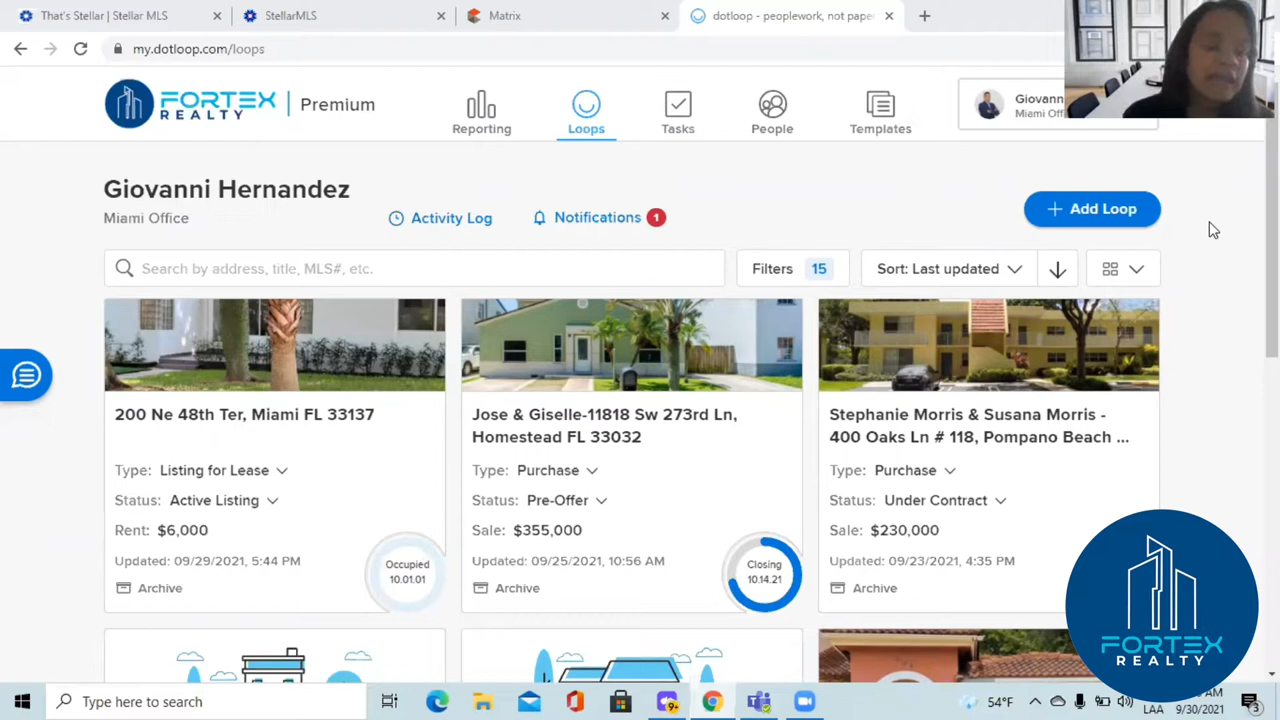 That's Stellar | Stellar MLS
StellarMLS
Matrix
dotloop - peoplework, not pape
my.dotloop.com/loops
FORTEX
REALTY
Premium
Reporting
Loops
Tasks
People
Templates
Giovann
Miami Offi
Giovanni Hernandez
Miami Office
Activity Log
Notifications 1
+ Add Loop
Search by address, title, MLS#, etc.
Filters 15
Sort: Last updated
200 Ne 48th Ter, Miami FL 33137
Type: Listing for Lease
Status: Active Listing
Rent: $6,000
Updated: 09/29/2021, 5:44 PM
Archive
Occupied
10.01.01
Jose & Giselle-11818 Sw 273rd Ln,
Homestead FL 33032
Type: Purchase
Status: Pre-Offer
Sale: $355,000
Updated: 09/25/2021, 10:56 AM
Archive
Closing
10.14.21
Stephanie Morris & Susana Morris -
400 Oaks Ln # 118, Pompano Beach ...
Type: Purchase
Status: Under Contract
Sale: $230,000
Updated: 09/23/2021, 4:35 PM
Archive
FORTEX
REALTY
Type here to search
9+
54°F
LAA
AM
9/30/2021
3